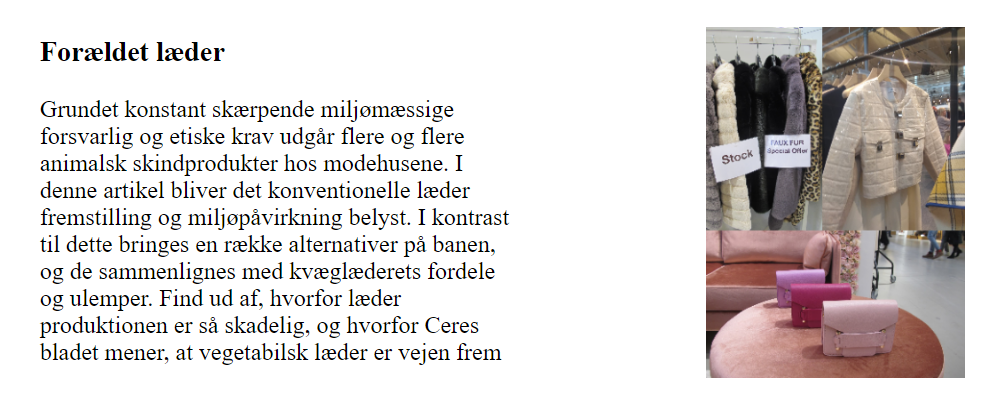 Forældet læder
Grundet konstant skærpende miljømæssige
forsvarlig og etiske krav udgår flere og flere
animalsk skindprodukter hos modehusene. I
denne artikel bliver det konventionelle læder
fremstilling og miljøpåvirkning belyst. I kontrast
til dette bringes en række alternativer på banen,
og de sammenlignes med kvæglæderets fordele
og ulemper. Find ud af, hvorfor læder
produktionen er så skadelig, og hvorfor Ceres
bladet mener, at vegetabilsk læder er vejen frem
Stock
FAUX FUR
Special Offer